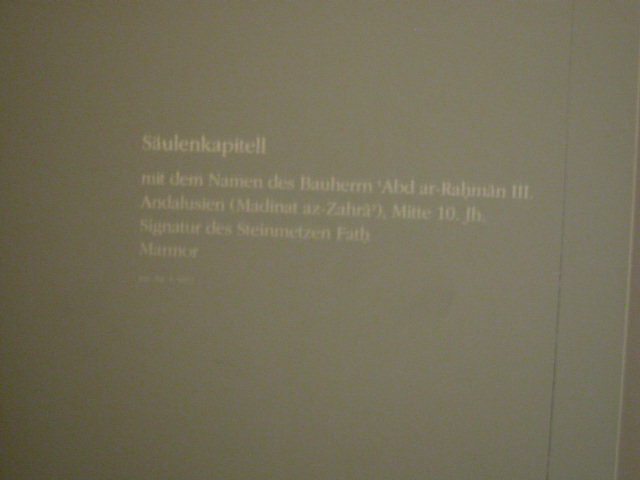 Säulenkapitell
mit dem Namen des Bauherrn ʿAbd ar-Raḥmān III.
Andalusien (Madīnat az-Zahrāʾ), Mitte 10. Jh.
Signatur des Steinmetzen Fatḥ
Marmor